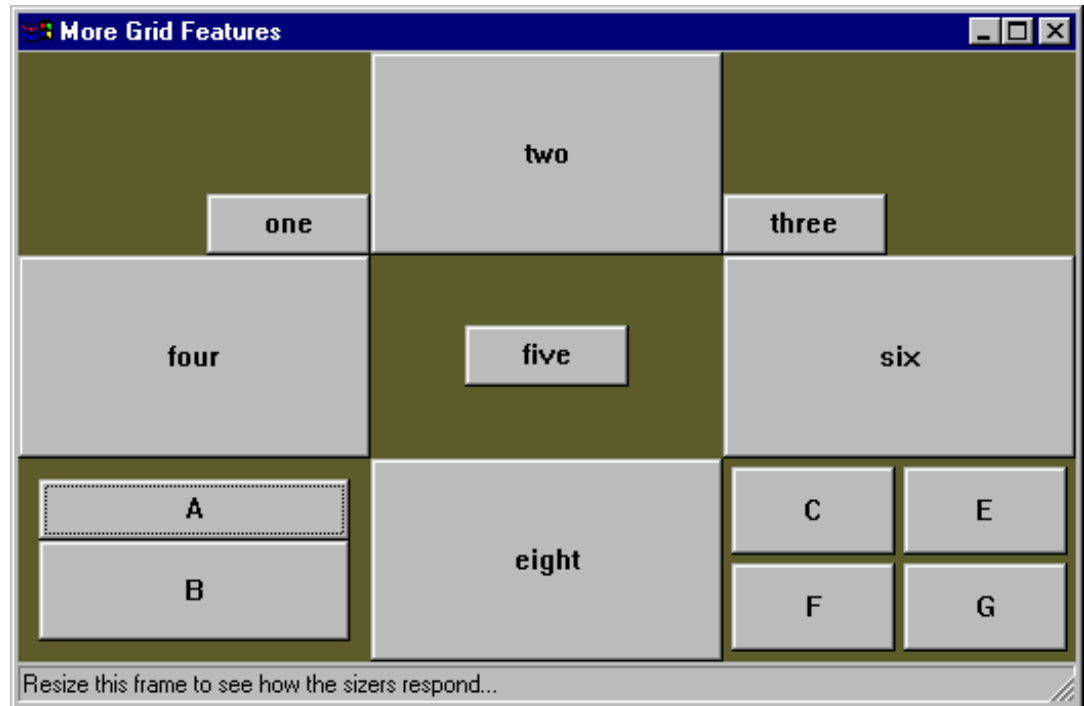 More Grid Features
two
one
three
four
five
six
A
B
eight
C
E
F
G
Resize this frame to see how the sizers respond...